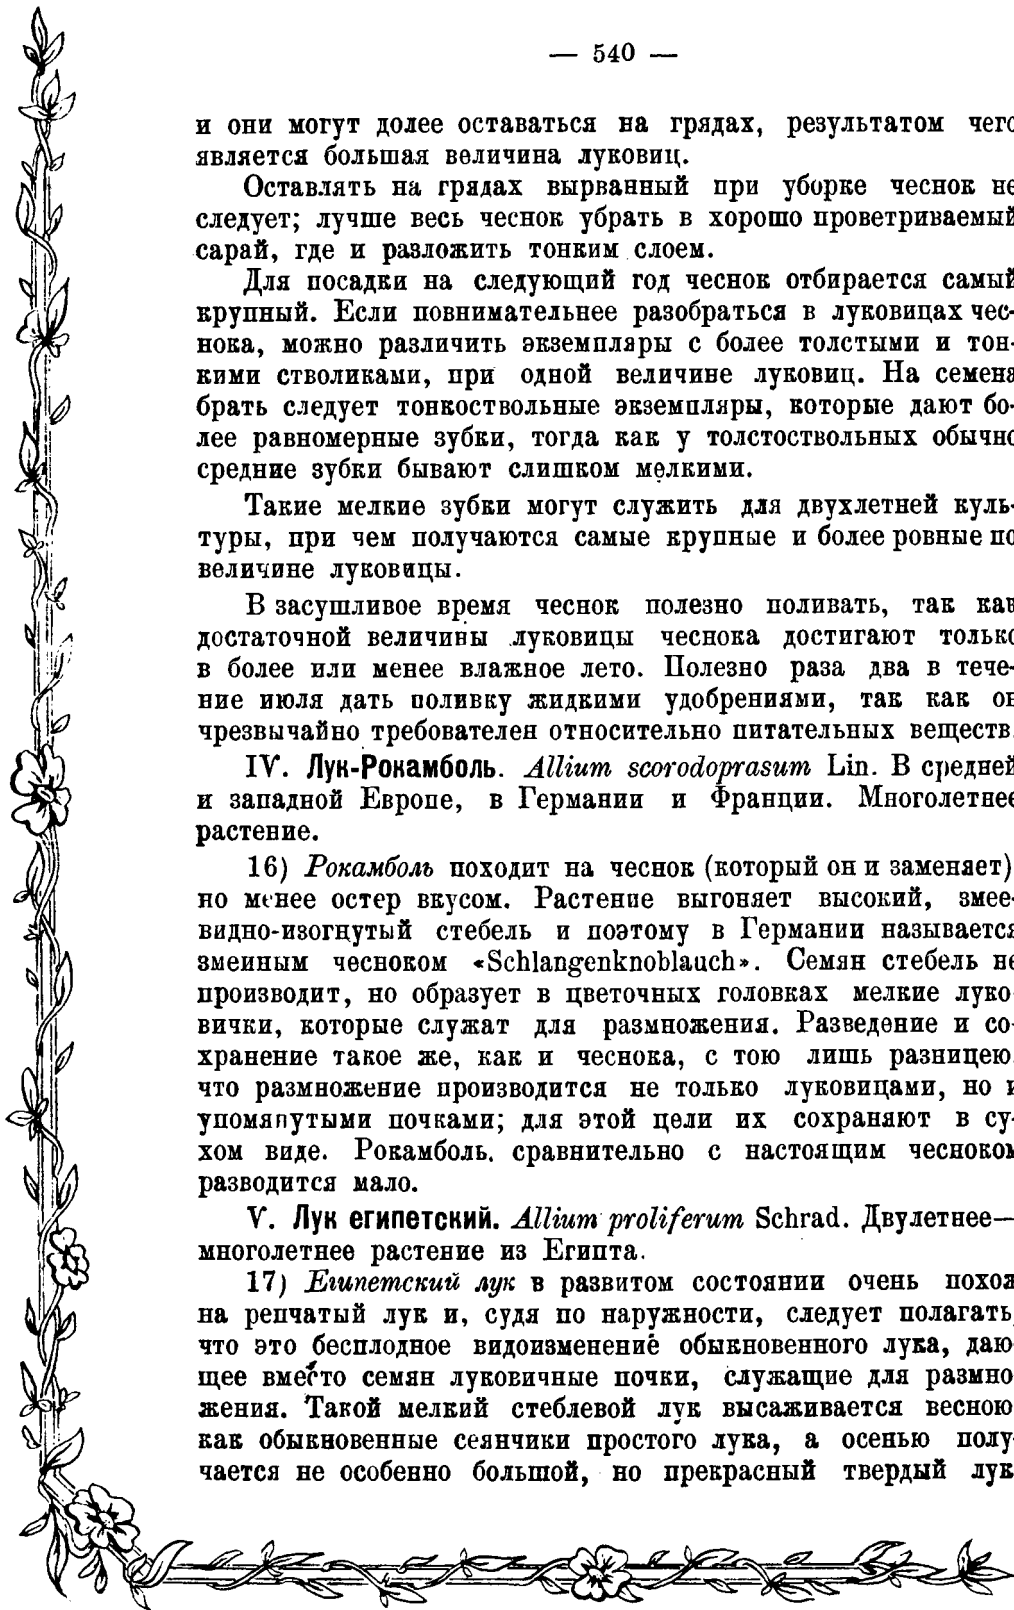 — 540 —
и они могут долее оставаться на грядах, результатом чего
является большая величина луковиц.
Оставлять на грядах вырванный при уборке чеснок не
следует; лучше весь чеснок убрать в хорошо проветриваемый
сарай, где и разложить тонким слоем.
Для посадки на следующий год чеснок отбирается самый
крупный. Если повнимательнее разобраться в луковицах чес-
нока, можно различить экземпляры с более толстыми и тон-
кими стволиками, при одной величине луковиц. На семена
брать следует тонкоствольные экземпляры, которые дают бо-
лее равномерные зубки, тогда как у толстоствольных обычно
средние зубки бывают слишком мелкими.
Такие мелкие зубки могут служить для двухлетней куль-
туры, при чем получаются самые крупные и более ровные по
величине луковицы.
В засушливое время чеснок полезно поливать, так как
достаточной величины луковицы чеснока достигают только
в более или менее влажное лето. Полезно раза два в тече-
ние июля дать поливку жидкими удобрениями, так как он
чрезвычайно требователен относительно питательных веществ.
IV. Лук-Рокамболь. Allium scorodoprasum Lin. В средней
и западной Европе, в Германии и Франции. Многолетнее
растение.
16) Рокамболь походит на чеснок (который он и заменяет)
но менее остер вкусом. Растение выгоняет высокий, змее-
видно-изогнутый стебель и поэтому в Германии называется
змеиным чесноком «Schlangenknoblauch». Семян стебель не
производит, но образует в цветочных головках мелкие луко-
вички, которые служат для размножения. Разведение и со-
хранение такое же, как и чеснока, с тою лишь разницею,
что размножение производится не только луковицами, но и
упомянутыми почками; для этой цели их сохраняют в су-
хом виде. Рокамболь. сравнительно с настоящим чесноком
разводится мало.
V. Лук египетский. Allium proliferum Schrad. Двулетнее—
многолетнее растение из Египта.
17) Египетский лук в развитом состоянии очень похож
на репчатый лук и, судя по наружности, следует полагать,
что это бесплодное видоизменение обыкновенного лука, даю-
щее вместо семян луковичные почки, служащие для размно-
жения. Такой мелкий стеблевой лук высаживается весною
как обыкновенные сеянчики простого лука, а осенью полу-
чается не особенно большой, но прекрасный твердый лук